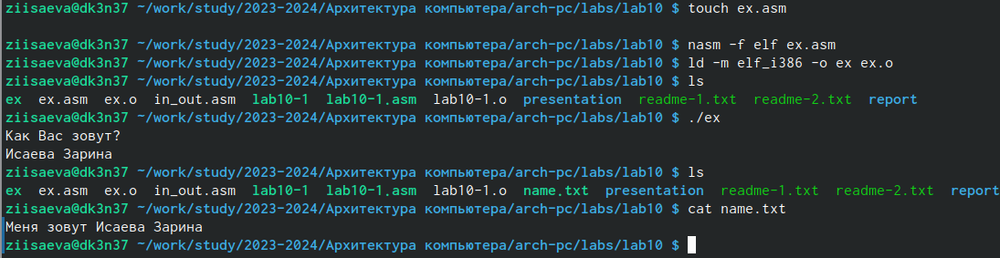 ziisaeva@dk3n37 ~/work/study/2023-2024/Архитектура компьютера/arch-pc/labs/lab10 $ touch ex.asm
ziisaeva@dk3n37 ~/work/study/2023-2024/Архитектура компьютера/arch-pc/labs/lab10 $ nasm -f elf ex.asm
ziisaeva@dk3n37 ~/work/study/2023-2024/Архитектура компьютера/arch-pc/labs/lab10 $ ld -m elf_i386 -o ex ex.o
ziisaeva@dk3n37 ~/work/study/2023-2024/Архитектура компьютера/arch-pc/labs/lab10 $ ls
ex ex.asm ex.o in_out.asm lab10-1 lab10-1.asm lab10-1.o presentation readme-1.txt readme-2.txt report
ziisaeva@dk3n37 ~/work/study/2023-2024/Архитектура компьютера/arch-pc/labs/lab10 $ ./ex
Как Вас зовут?
Исаева Зарина
ziisaeva@dk3n37 ~/work/study/2023-2024/Архитектура компьютера/arch-pc/labs/lab10 $ ls
ex ex.asm ex.o in_out.asm lab10-1 lab10-1.asm lab10-1.o name.txt presentation readme-1.txt readme-2.txt report
ziisaeva@dk3n37 ~/work/study/2023-2024/Архитектура компьютера/arch-pc/labs/lab10 $ cat name.txt
Меня зовут Исаева Зарина
ziisaeva@dk3n37 ~/work/study/2023-2024/Архитектура компьютера/arch-pc/labs/lab10 $